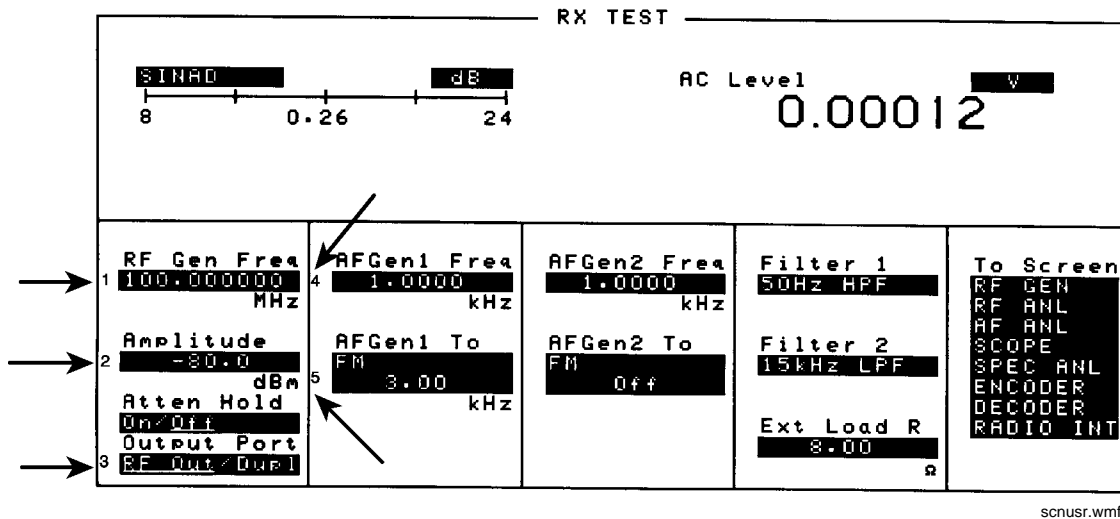 RX TEST
SINAD dB
8 0.26 24
AC Level V
0.00012
1 RF Gen Freq
100.000000
MHz
2 Amplitude
-80.0
dBm
Atten Hold
On/Off
3 Output Port
RF Out/Dupl
4 AFGen1 Freq
1.0000
kHz
5 AFGen1 To
FM
3.00
kHz
AFGen2 Freq
1.0000
kHz
AFGen2 To
FM
Off
Filter 1
50Hz HPF
Filter 2
15kHz LPF
Ext Load R
8.00
Ω
To Screen
RF GEN
RF ANL
AF ANL
SCOPE
SPEC ANL
ENCODER
DECODER
RADIO INT
scnusr.wmf